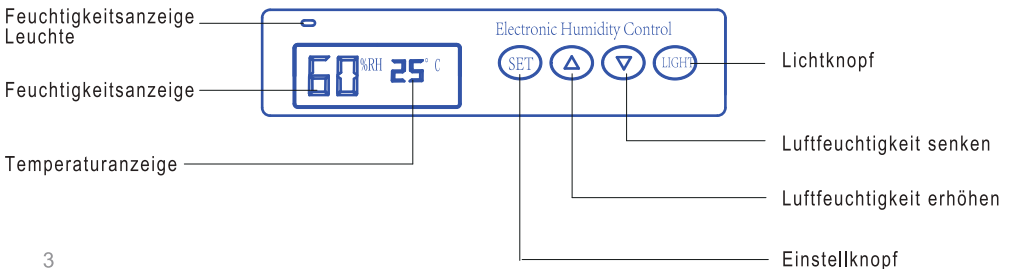 Feuchtigkeitsanzeige
Leuchte
Feuchtigkeitsanzeige
Temperaturanzeige
Electronic Humidity Control
60 %RH 25° C
SET
LIGHT
Lichtknopf
Luftfeuchtigkeit senken
Luftfeuchtigkeit erhöhen
Einstellknopf
3